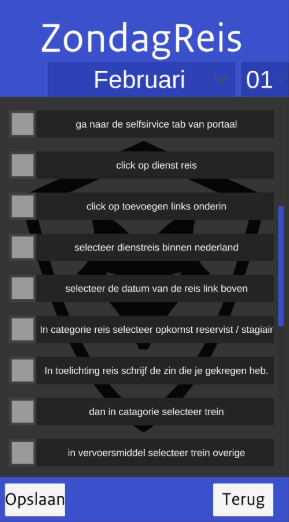 ZondagReis
Februari 01
ga naar de selfsirvice tab van portaal
click op dienst reis
click op toevoegen links onderin
selecteer dienstreis binnen nederland
selecteer de datum van de reis link boven
In categorie reis selecteer opkomst reservist / stagiair
In toelichting reis schrijf de zin die je gekregen heb.
dan in catagorie selecteer trein
in vervoersmiddel selecteer trein overige
Opslaan Terug